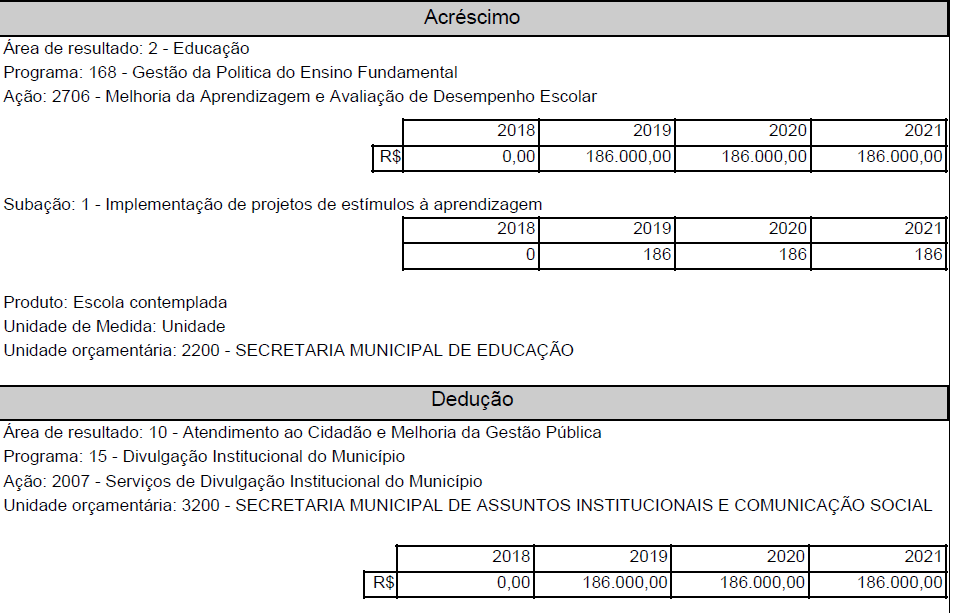 Acréscimo
Área de resultado: 2 - Educação
Programa: 168 - Gestão da Politica do Ensino Fundamental
Ação: 2706 - Melhoria da Aprendizagem e Avaliação de Desempenho Escolar
2018 2019 2020 2021
R$ 0,00 186.000,00 186.000,00 186.000,00
Subação: 1 - Implementação de projetos de estímulos à aprendizagem
2018 2019 2020 2021
0 186 186 186
Produto: Escola contemplada
Unidade de Medida: Unidade
Unidade orçamentária: 2200 - SECRETARIA MUNICIPAL DE EDUCAÇÃO
Dedução
Área de resultado: 10 - Atendimento ao Cidadão e Melhoria da Gestão Pública
Programa: 15 - Divulgação Institucional do Município
Ação: 2007 - Serviços de Divulgação Institucional do Município
Unidade orçamentária: 3200 - SECRETARIA MUNICIPAL DE ASSUNTOS INSTITUCIONAIS E COMUNICAÇÃO SOCIAL
2018 2019 2020 2021
R$ 0,00 186.000,00 186.000,00 186.000,00